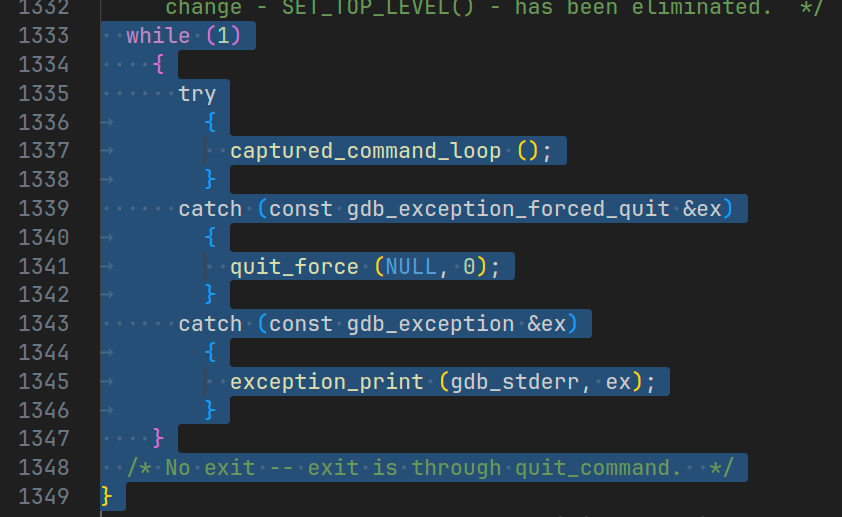 1332 change - SET_TOP_LEVEL() - has been eliminated. */
1333 while (1)
1334 {
1335 try
1336 {
1337 captured_command_loop ();
1338 }
1339 catch (const gdb_exception_forced_quit &ex)
1340 {
1341 quit_force (NULL, 0);
1342 }
1343 catch (const gdb_exception &ex)
1344 {
1345 exception_print (gdb_stderr, ex);
1346 }
1347 }
1348 /* No exit -- exit is through quit_command. */
1349 }